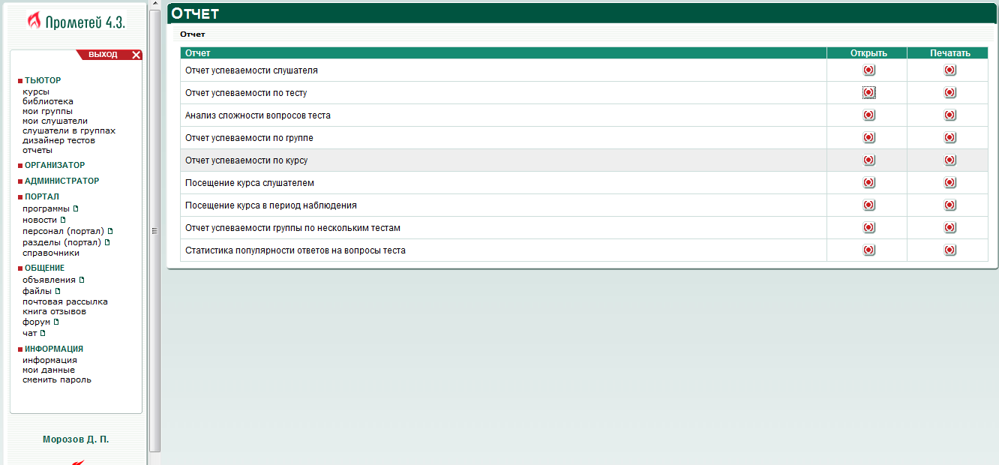 Прометей 4.3.
ВЫХОД
ТЬЮТОР
курсы
библиотека
мои группы
мои слушатели
слушатели в группах
дизайнер тестов
отчеты
ОРГАНИЗАТОР
АДМИНИСТРАТОР
ПОРТАЛ
программы
новости
персонал (портал)
разделы (портал)
справочники
ОБЩЕНИЕ
объявления
файлы
почтовая рассылка
книга отзывов
форум
чат
ИНФОРМАЦИЯ
информация
мои данные
сменить пароль
Морозов Д. П.
Отчет
Отчет
Отчет Открыть Печатать
Отчет успеваемости слушателя
Отчет успеваемости по тесту
Анализ сложности вопросов теста
Отчет успеваемости по группе
Отчет успеваемости по курсу
Посещение курса слушателем
Посещение курса в период наблюдения
Отчет успеваемости группы по нескольким тестам
Статистика популярности ответов на вопросы теста